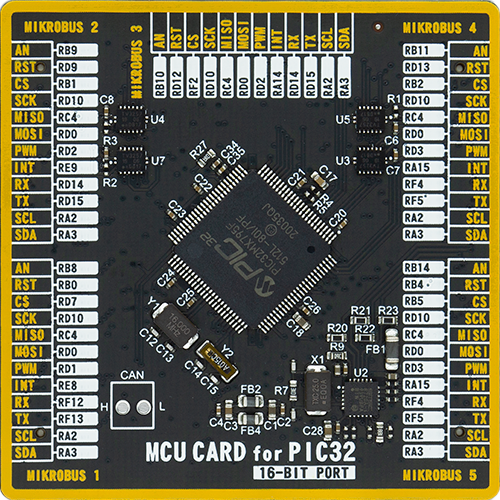 MIKROBUS 2
AN RB9
RST RD9
CS RB1
SCK RD10
MISO RC4
MOSI RD0
PWM RD2
INT RE9
RX RD14
TX RD15
SCL RA2
SDA RA3
MIKROBUS 3
AN RB10
RST RD12
CS RF2
SCK RD10
MISO RC4
MOSI RD0
PWM RD2
INT RA14
RX RD14
TX RD15
SCL RA2
SDA RA3
MIKROBUS 4
RB11 AN
RD13 RST
RB2 CS
RD10 SCK
RC4 MISO
RD0 MOSI
RD3 PWM
RA15 INT
RF4 RX
RF5 TX
RA2 SCL
RA3 SDA
C8
U4
R3
U7
R2
R1
U5
C6
U3
C7
R27
C34
C35
C22
C23
C21
C17
R4
C20
PIC32
PIC32MX795F
512L-80I/PF
C24
C25
Y1
C12 C13
C26
C18
Y2
C14
C15
AN RB8
RST RB0
CS RD7
SCK RD10
MISO RC4
MOSI RD0
PWM RD1
INT RE8
RX RF12
TX RF13
SCL RA2
SDA RA3
MIKROBUS 1
RB14 AN
RB4 RST
RB5 CS
RD10 SCK
RC4 MISO
RD0 MOSI
RD3 PWM
RA15 INT
RF4 RX
RF5 TX
RA2 SCL
RA3 SDA
MIKROBUS 5
CAN
H L
R21
R23
R20
R22
R9
FB1
X1
U2
FB2
FB4
C4
C3
C1
C2
R7
C28
MCU CARD for PIC32
16-BIT PORT